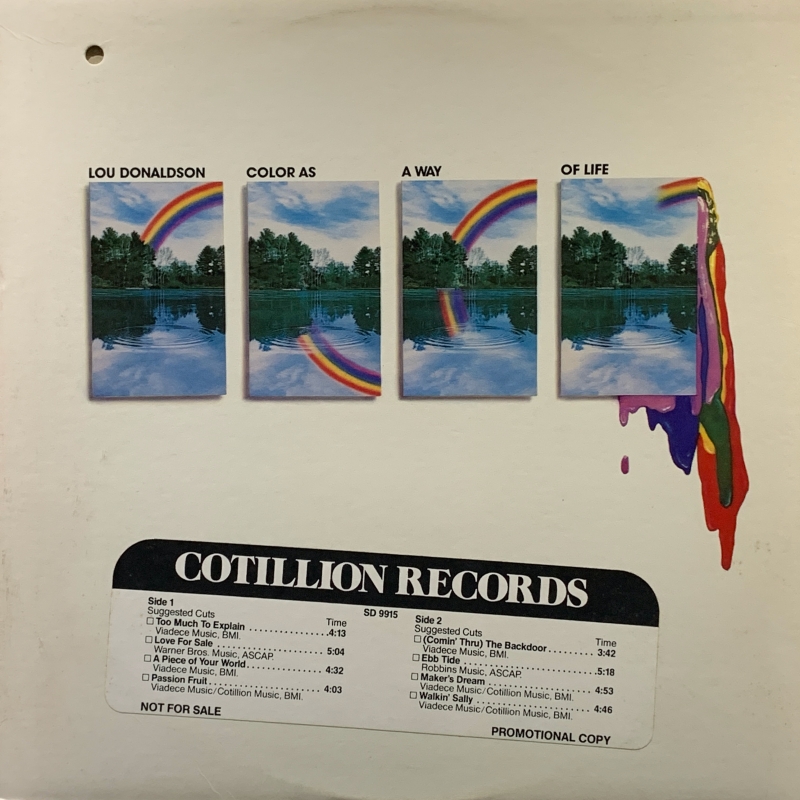 LOU DONALDSON COLOR AS A WAY OF LIFE
COTILLION RECORDS
SD 9915
Side 1
Suggested Cuts Time
☐ Too Much To Explain ..............4:13
Viadece Music, BMI.
☐ Love For Sale .................... 5:04
Warner Bros. Music, ASCAP.
☐ A Piece of Your World.............. 4:32
Viadece Music, BMI.
☐ Passion Fruit..................... 4:03
Viadece Music/Cotillion Music, BMI.
NOT FOR SALE
Side 2
Suggested Cuts Time
☐ (Comin' Thru) The Backdoor.......... 3:42
Viadece Music, BMI.
☐ Ebb Tide .........................5:18
Robbins Music, ASCAP.
☐ Maker's Dream .................... 4:53
Viadece Music/Cotillion Music, BMI.
☐ Walkin' Sally ..................... 4:46
Viadece Music/Cotillion Music, BMI.
PROMOTIONAL COPY